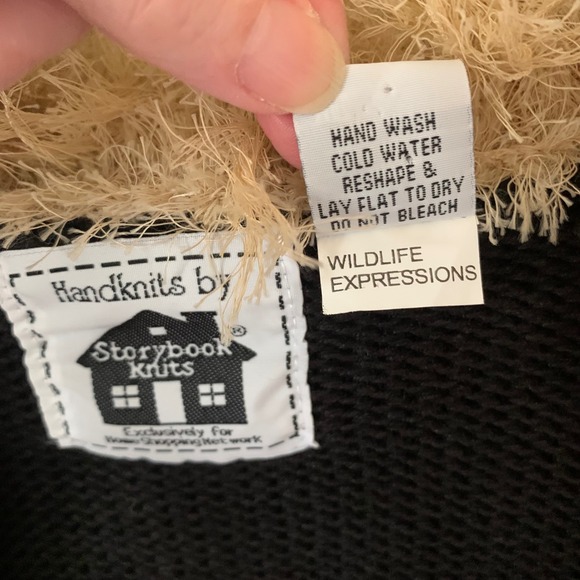 HAND WASH
COLD WATER
RESHAPE &
LAY FLAT TO DRY
DO NOT BLEACH
WILDLIFE
EXPRESSIONS
Handknits by
Storybook ®
Knits
Exclusively for
Home Shopping Network